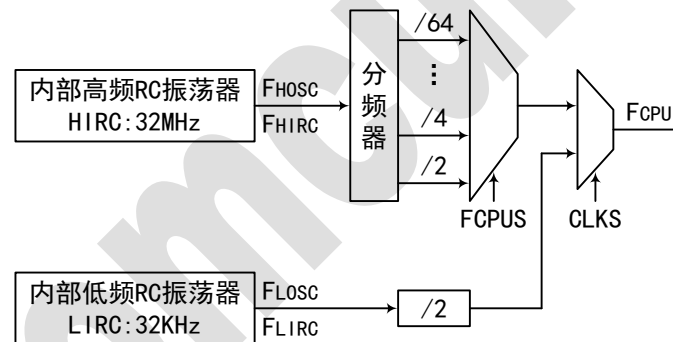 /64
内部高频RC振荡器
HIRC:32MHz
FHOSC
FHIRC
分频器
⋮
/4
/2
FCPUS
CLKS
FCPU
内部低频RC振荡器
LIRC:32KHz
FLOSC
FLIRC
/2